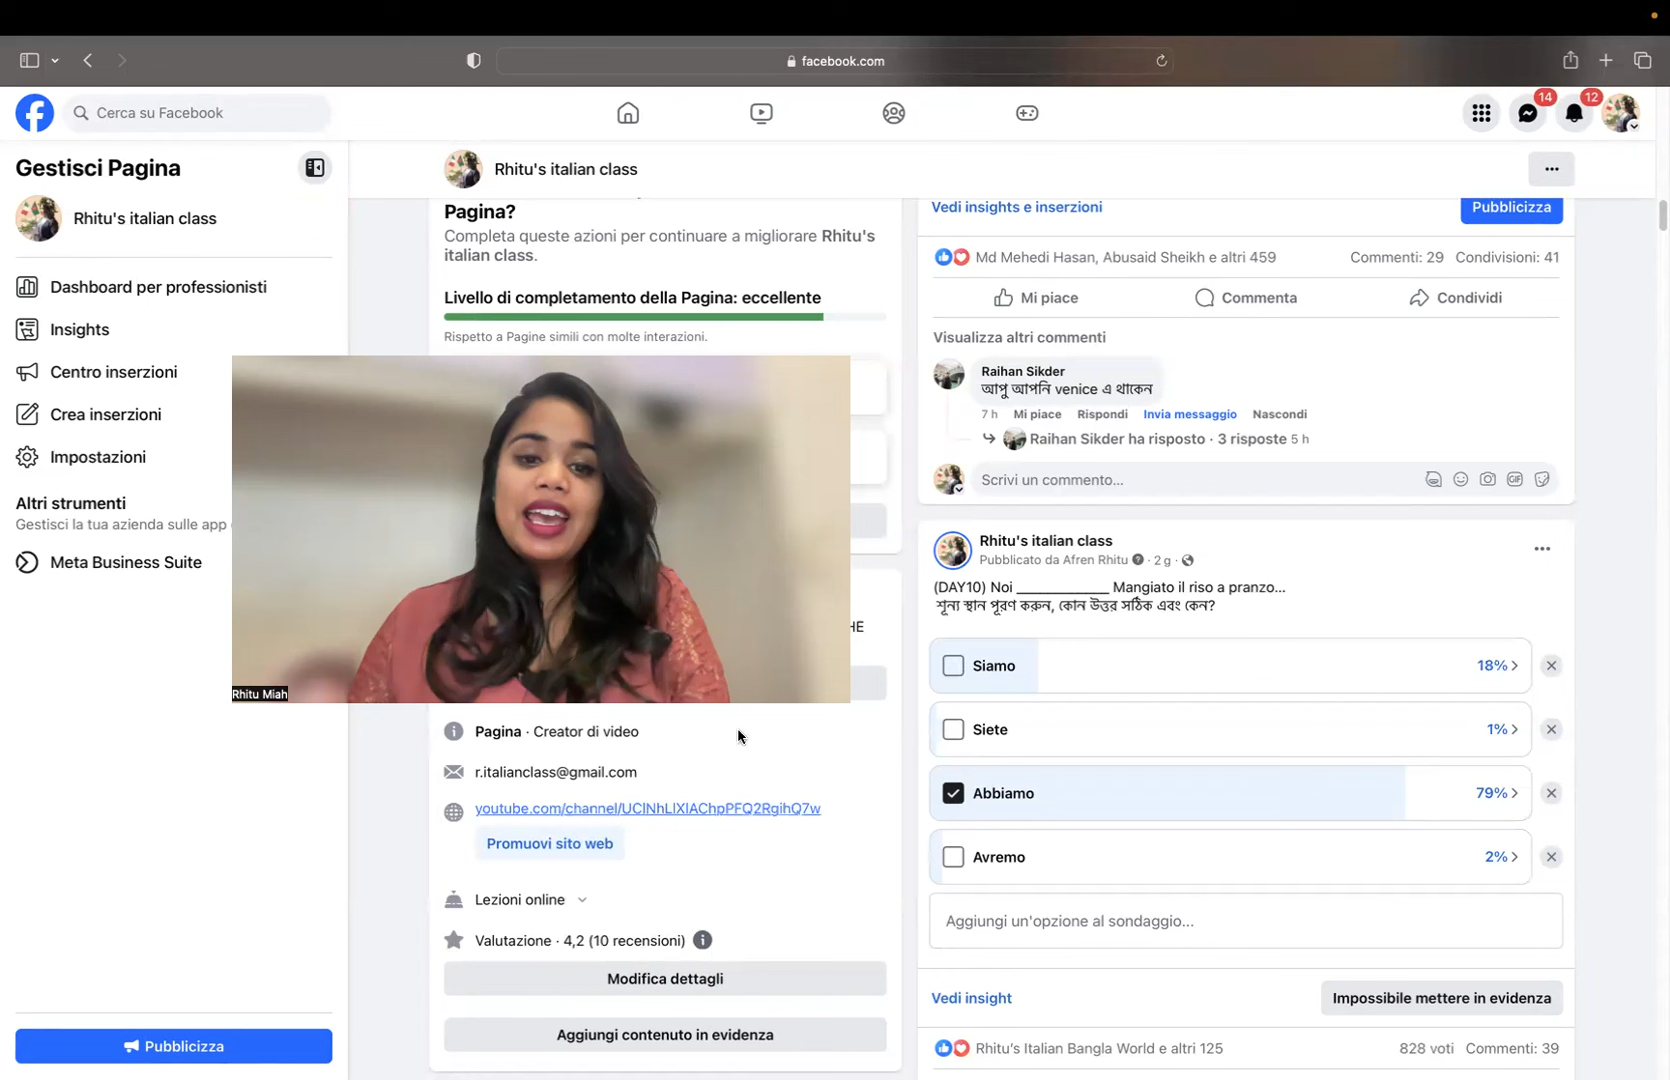 facebook.com
Cerca su Facebook
14
12
Gestisci Pagina
Rhitu's italian class
Dashboard per professionisti
Insights
Centro inserzioni
Crea inserzioni
Impostazioni
Altri strumenti
Gestisci la tua azienda sulle app
Meta Business Suite
Pubblicizza
Rhitu's italian class
Pagina?
Completa queste azioni per continuare a migliorare Rhitu's
italian class.
Livello di completamento della Pagina: eccellente
Rispetto a Pagine simili con molte interazioni.
HE
Rhitu Miah
Pagina · Creator di video
r.italianclass@gmail.com
youtube.com/channel/UClNhLlXlAChpPFQ2RgihQ7w
Promuovi sito web
Lezioni online
Valutazione · 4,2 (10 recensioni)
Modifica dettagli
Aggiungi contenuto in evidenza
Vedi insights e inserzioni
Pubblicizza
Md Mehedi Hasan, Abusaid Sheikh e altri 459
Commenti: 29 Condivisioni: 41
Mi piace
Commenta
Condividi
Visualizza altri commenti
Raihan Sikder
আপু আপনি venice এ থাকেন
7 h Mi piace Rispondi Invia messaggio Nascondi
Raihan Sikder ha risposto · 3 risposte 5 h
Scrivi un commento...
GIF
Rhitu's italian class
Pubblicato da Afren Rhitu · 2 g ·
(DAY10) Noi _____________ Mangiato il riso a pranzo...
শূন্য স্থান পূরণ করুন, কোন উত্তর সঠিক এবং কেন?
Siamo 18%
Siete 1%
Abbiamo 79%
Avremo 2%
Aggiungi un'opzione al sondaggio...
Vedi insight
Impossibile mettere in evidenza
Rhitu's Italian Bangla World e altri 125
828 voti Commenti: 39